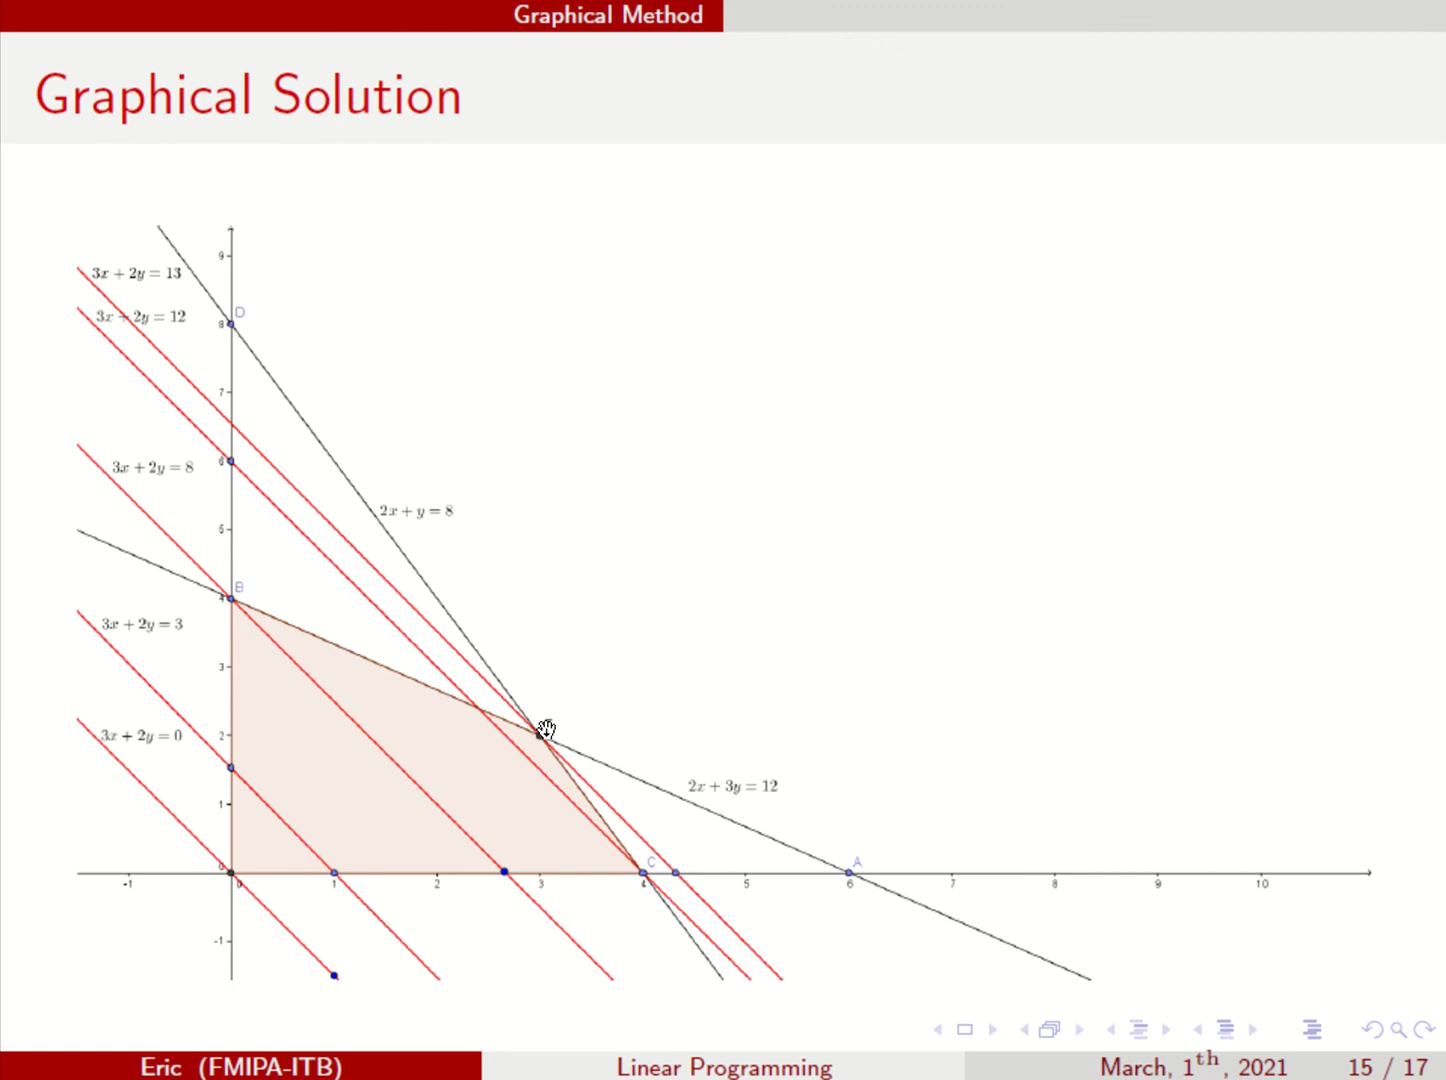 Graphical Method
Graphical Solution
9
3x + 2y = 13
D
3x + 2y = 12
8
7
6
3x + 2y = 8
2x + y = 8
5
B
4
3x + 2y = 3
3
3x + 2y = 0
2
2x + 3y = 12
1
0
C
A
-1 0 1 2 3 4 5 6 7 8 9 10
-1
Eric (FMIPA-ITB) Linear Programming March, 1th, 2021 15 / 17